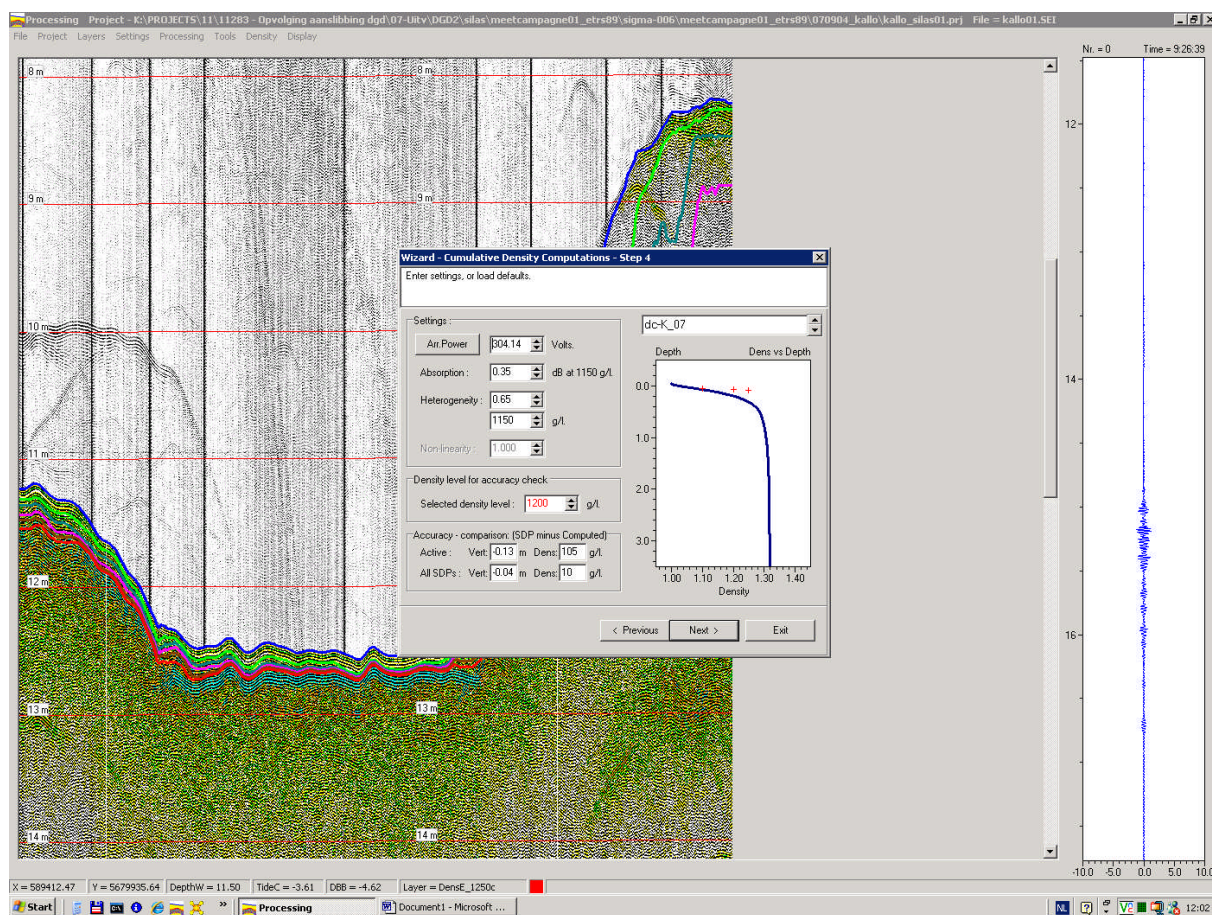 Processing Project - K:\PROJECTS\11\11283 - Opvolging aanslibbing dgd\07-Uitv\DGD2\silas\meetcampagne01_etrs89\sigma-006\meetcampagne01_etrs89\070904_kallo\kallo_silas01.prj File = kallo01.SEI
File Project Layers Settings Processing Tools Density Display
Nr. = 0 Time = 9:26:39
8 m 8 m
9 m 9 m
10 m
11 m
12 m
13 m 13 m
14 m 14 m
Wizard - Cumulative Density Computations - Step 4
Enter settings, or load defaults.
Settings :
Arr.Power 304.14 Volts.
Absorption : 0.35 dB at 1150 g/l.
Heterogeneity : 0.65
1150 g/l.
Non-linearity : 1.000
Density level for accuracy check
Selected density level : 1200 g/l.
Accuracy - comparison: (SDP minus Computed)
Active : Vert: -0.13 m Dens: 105 g/l.
All SDPs : Vert: -0.04 m Dens: 10 g/l.
dc-K_07
Depth Dens vs Depth
0.0
1.0
2.0
3.0
1.00 1.10 1.20 1.30 1.40
Density
< Previous Next > Exit
12
14
16
-10.0 -5.0 0.0 5.0 10.0
X = 589412.47 Y = 5679935.64 DepthW = 11.50 TideC = -3.61 DBB = -4.62 Layer = DensE_1250c
Start » Processing Document1 - Microsoft ... NL 12:02